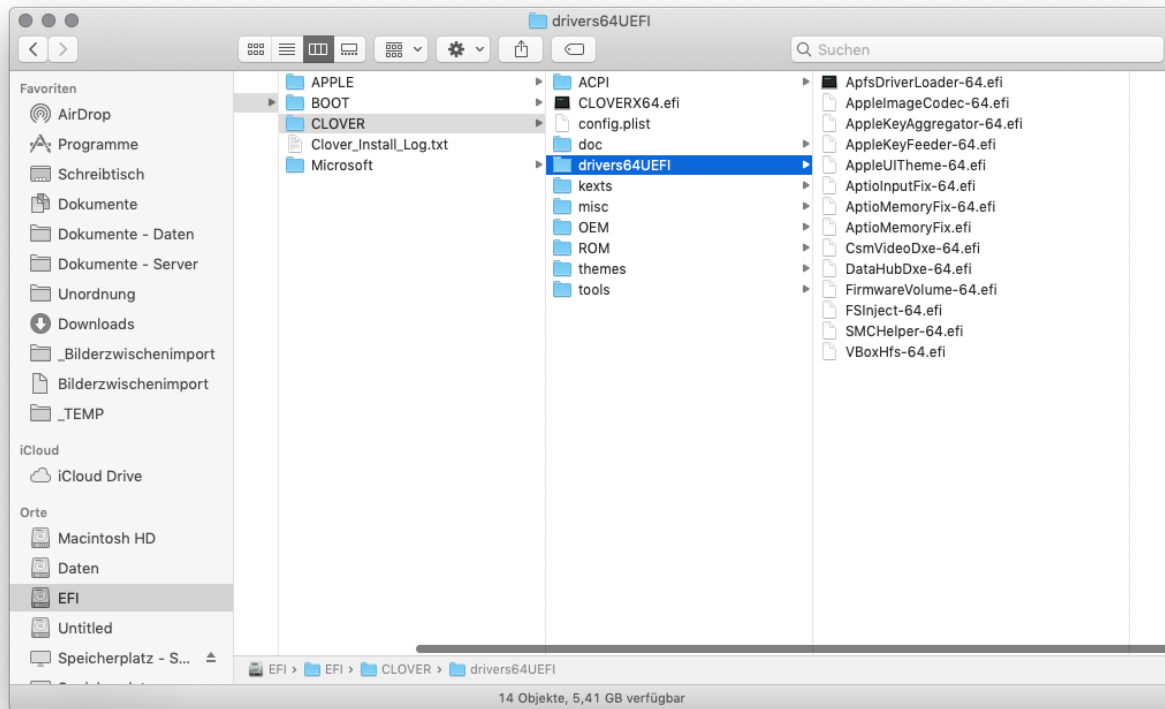 drivers64UEFI
Suchen
Favoriten
AirDrop
Programme
Schreibtisch
Dokumente
Dokumente - Daten
Dokumente - Server
Unordnung
Downloads
_Bilderzwischenimport
Bilderzwischenimport
_TEMP
iCloud
iCloud Drive
Orte
Macintosh HD
Daten
EFI
Untitled
Speicherplatz - S...
APPLE
BOOT
CLOVER
Clover_Install_Log.txt
Microsoft
ACPI
CLOVERX64.efi
config.plist
doc
drivers64UEFI
kexts
misc
OEM
ROM
themes
tools
ApfsDriverLoader-64.efi
AppleImageCodec-64.efi
AppleKeyAggregator-64.efi
AppleKeyFeeder-64.efi
AppleUITheme-64.efi
AptioInputFix-64.efi
AptioMemoryFix-64.efi
AptioMemoryFix.efi
CsmVideoDxe-64.efi
DataHubDxe-64.efi
FirmwareVolume-64.efi
FSInject-64.efi
SMCHelper-64.efi
VBoxHfs-64.efi
EFI › EFI › CLOVER › drivers64UEFI
14 Objekte, 5,41 GB verfügbar